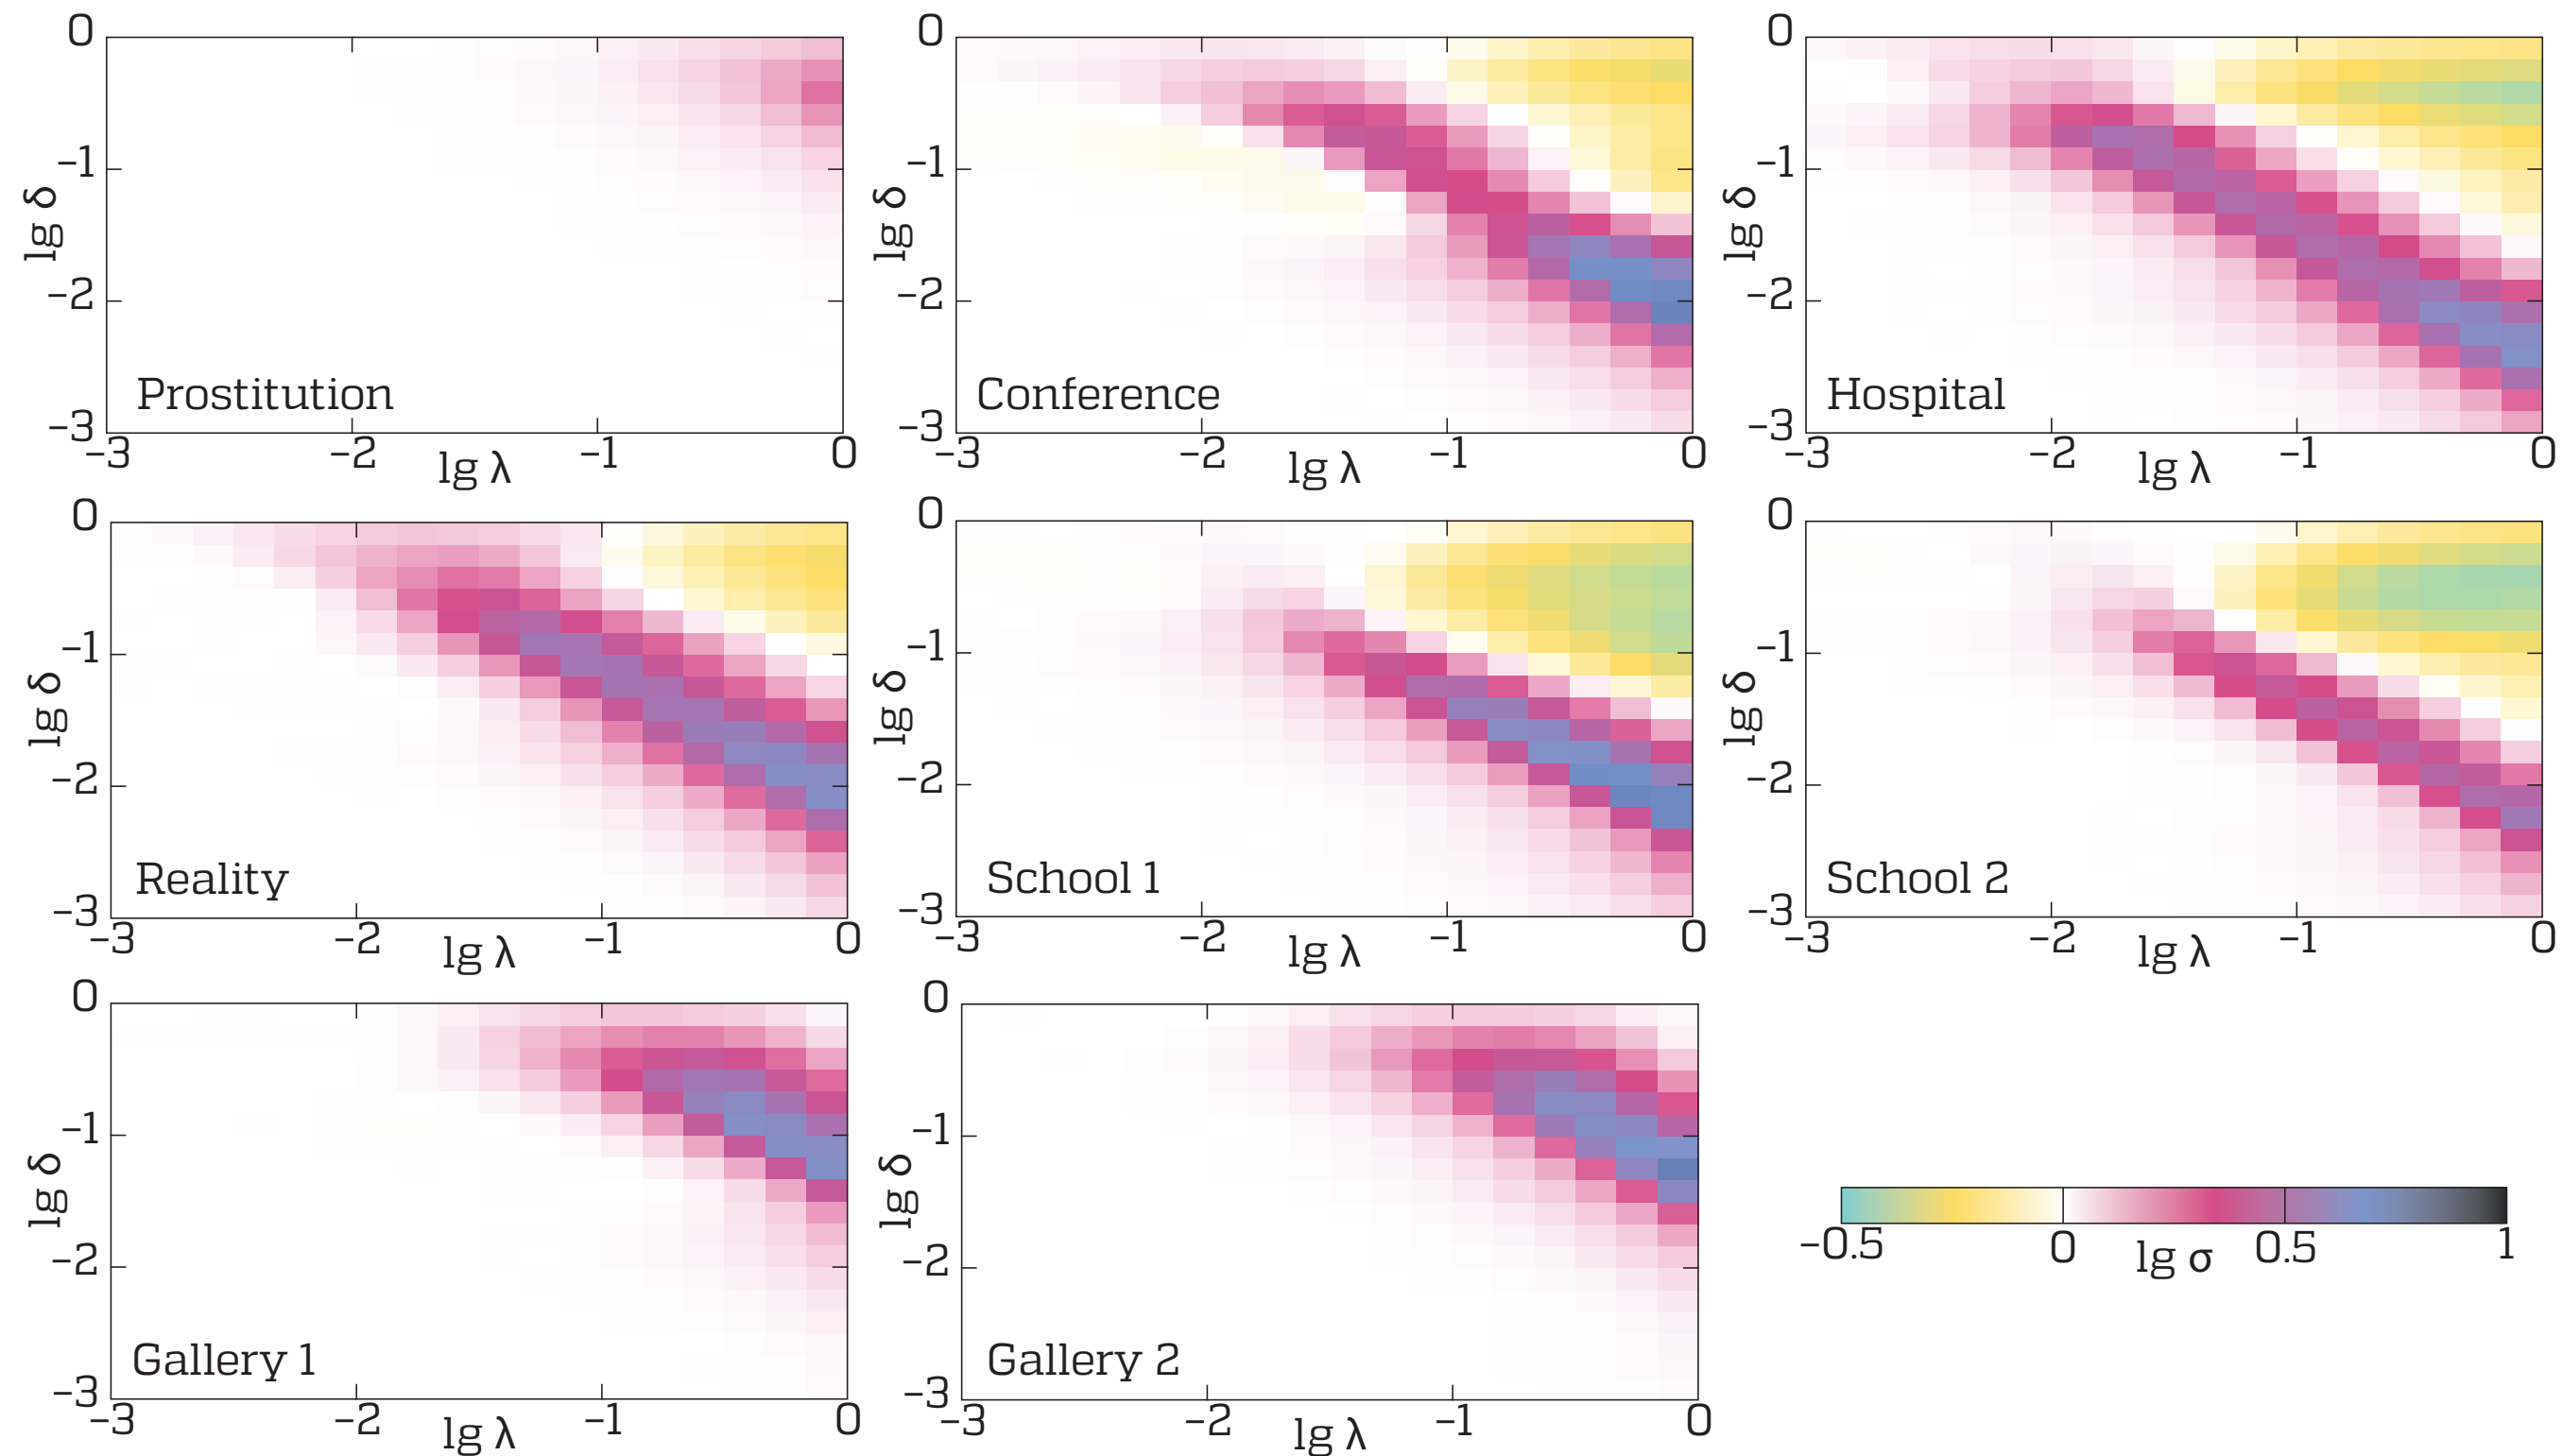 0
-1
lg δ
-2
-3
Prostitution
-3 -2 lg λ -1 0
0
-1
lg δ
-2
-3
Conference
-3 -2 lg λ -1 0
0
-1
lg δ
-2
-3
Hospital
-3 -2 lg λ -1 0
0
-1
lg δ
-2
-3
Reality
-3 -2 lg λ -1 0
0
-1
lg δ
-2
-3
School 1
-3 -2 lg λ -1 0
0
-1
lg δ
-2
-3
School 2
-3 -2 lg λ -1 0
0
-1
lg δ
-2
-3
Gallery 1
-3 -2 lg λ -1 0
0
-1
lg δ
-2
-3
Gallery 2
-3 -2 lg λ -1 0
-0.5 0 lg σ 0.5 1